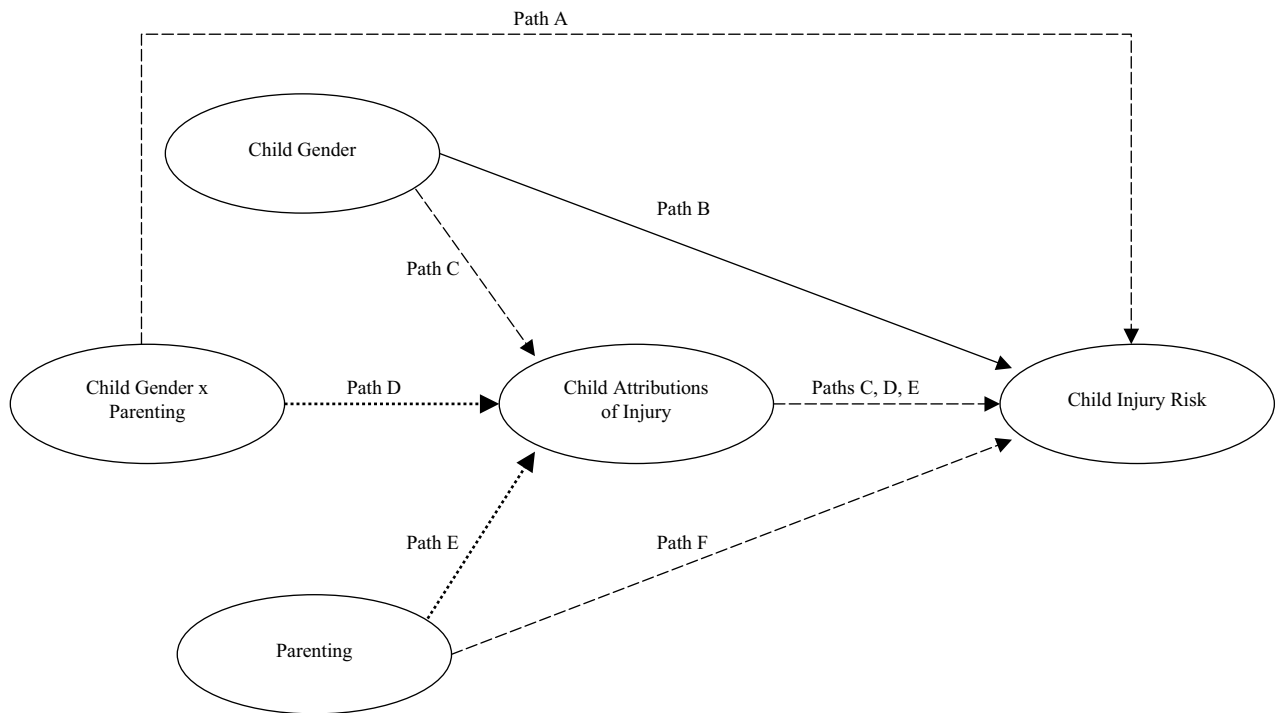 Path A
Child Gender
Path B
Path C
Child Gender x
Parenting
Path D
Child Attributions
of Injury
Paths C, D, E
Child Injury Risk
Path E
Path F
Parenting